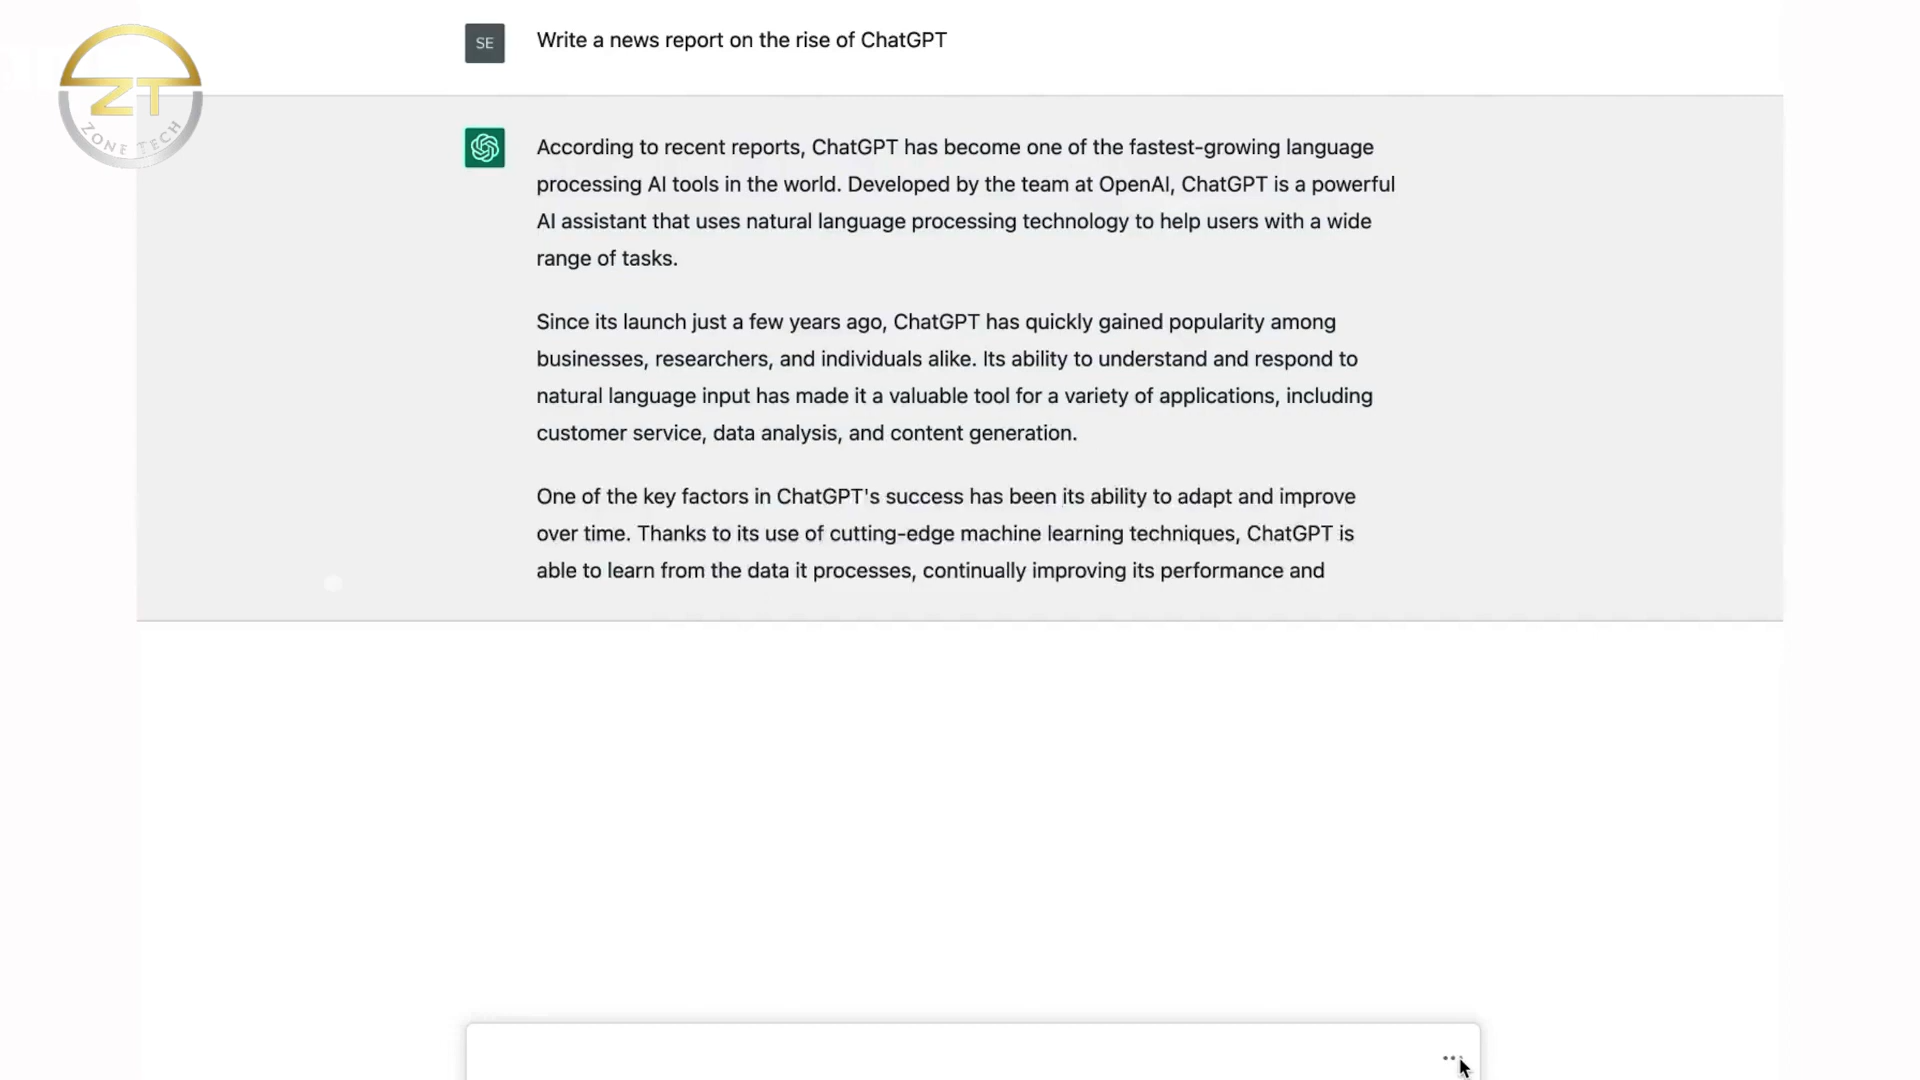 ZT
ZONE TECH
SE
Write a news report on the rise of ChatGPT
According to recent reports, ChatGPT has become one of the fastest-growing language
processing AI tools in the world. Developed by the team at OpenAI, ChatGPT is a powerful
AI assistant that uses natural language processing technology to help users with a wide
range of tasks.
Since its launch just a few years ago, ChatGPT has quickly gained popularity among
businesses, researchers, and individuals alike. Its ability to understand and respond to
natural language input has made it a valuable tool for a variety of applications, including
customer service, data analysis, and content generation.
One of the key factors in ChatGPT's success has been its ability to adapt and improve
over time. Thanks to its use of cutting-edge machine learning techniques, ChatGPT is
able to learn from the data it processes, continually improving its performance and